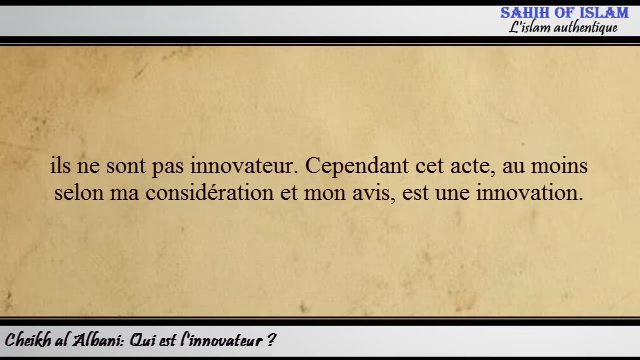 SAHIH OF ISLAM
L'islam authentique
ils ne sont pas innovateur. Cependant cet acte, au moins
selon ma considération et mon avis, est une innovation.
Cheikh al Albani: Qui est l'innovateur ?